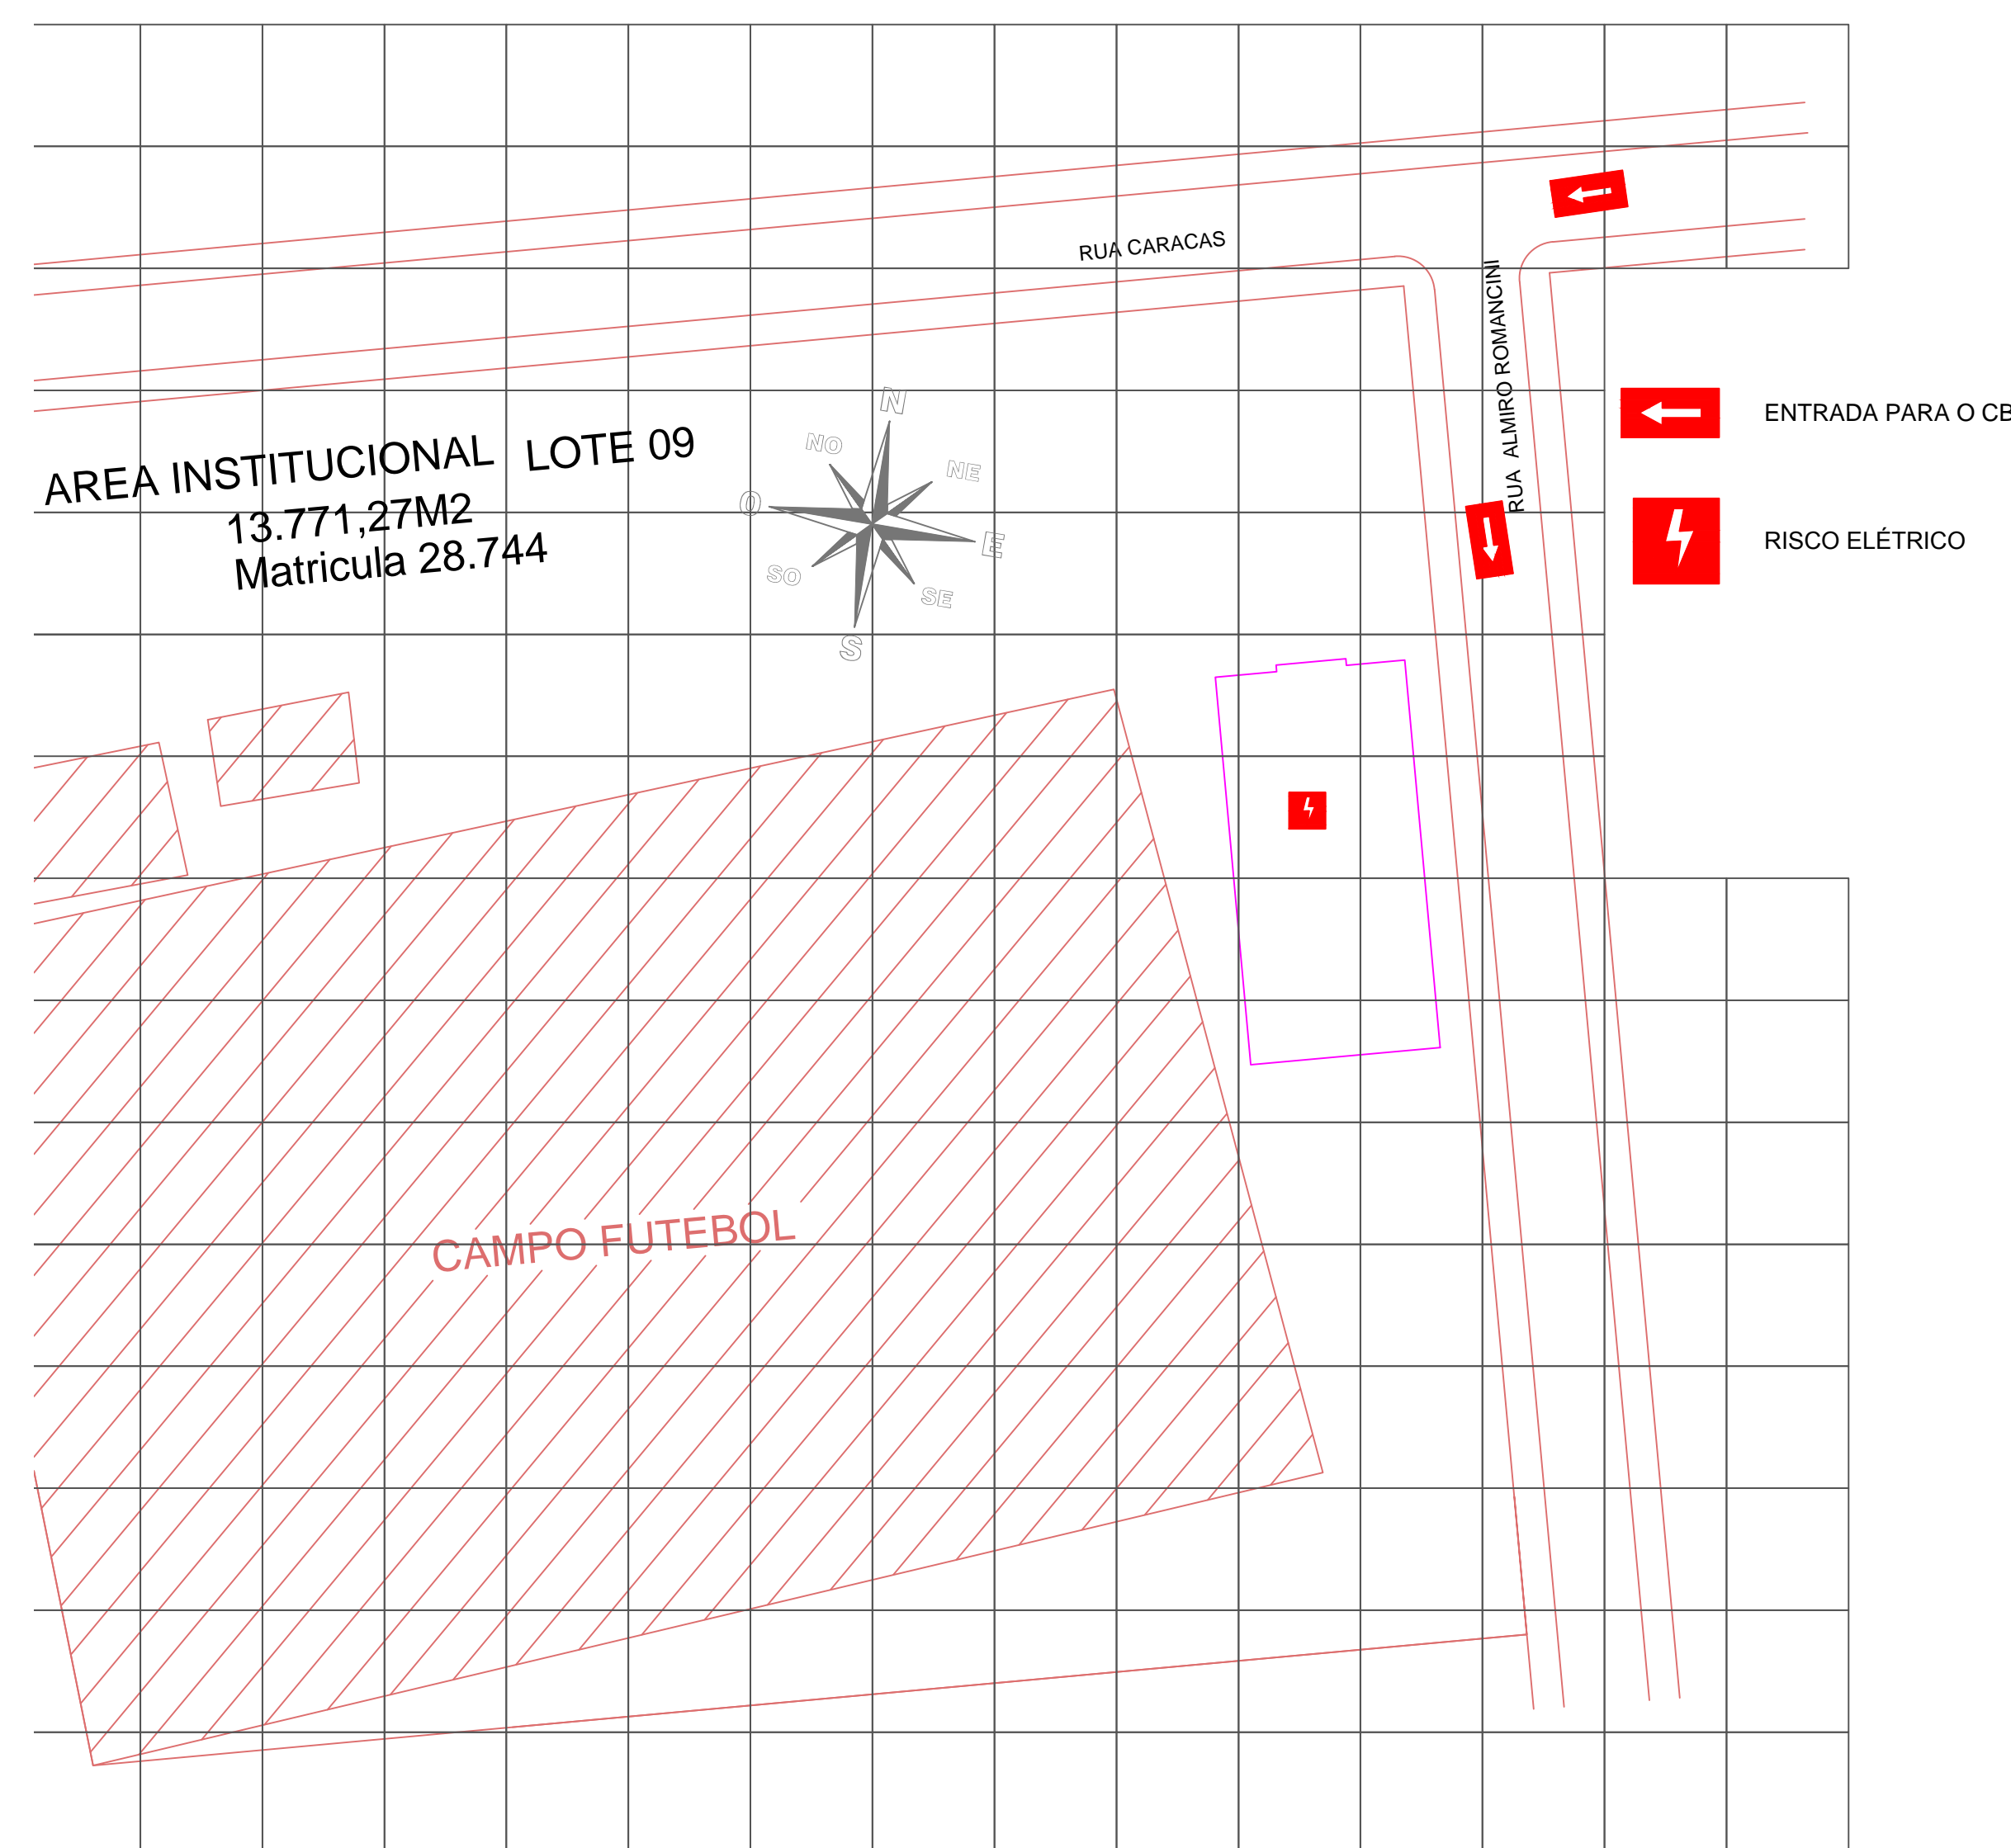 RUA CARACAS
RUA ALMIRO ROMANCINI
ENTRADA PARA O CB
RISCO ELÉTRICO
AREA INSTITUCIONAL LOTE 09
13.771,27M2
Matricula 28.744
N
NO
NE
O
E
SO
SE
S
CAMPO FUTEBOL